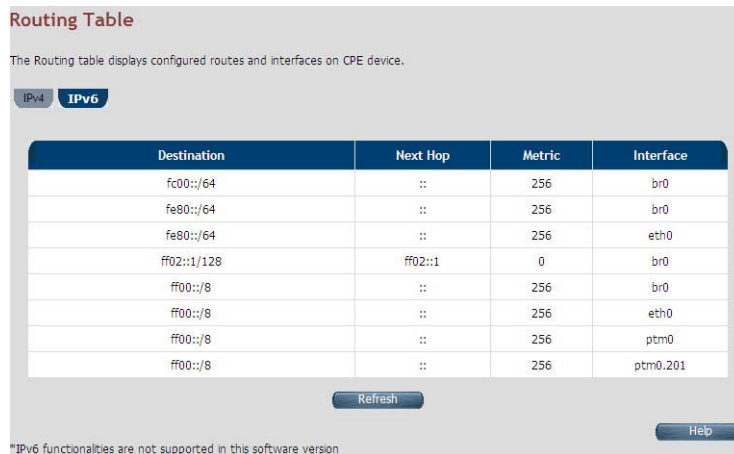 Routing Table
The Routing table displays configured routes and interfaces on CPE device.
IPv4 IPv6
Destination Next Hop Metric Interface
fc00::/64 :: 256 br0
fe80::/64 :: 256 br0
fe80::/64 :: 256 eth0
ff02::1/128 ff02::1 0 br0
ff00::/8 :: 256 br0
ff00::/8 :: 256 eth0
ff00::/8 :: 256 ptm0
ff00::/8 :: 256 ptm0.201
Refresh
Help
*IPv6 functionalities are not supported in this software version